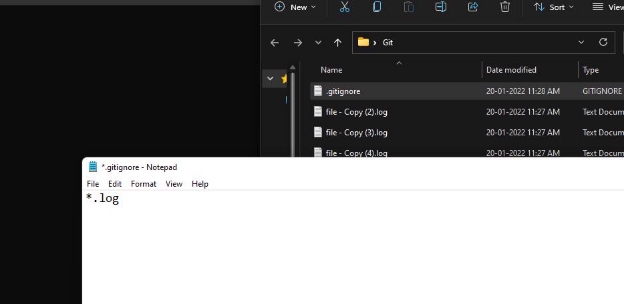 New
Sort
View
Git
Name Date modified Type
.gitignore 20-01-2022 11:28 AM GITIGNORE
file - Copy (2).log 20-01-2022 11:27 AM Text Docum
file - Copy (3).log 20-01-2022 11:27 AM Text Docum
file - Copy (4).log 20-01-2022 11:27 AM Text Docum
*.gitignore - Notepad
File Edit Format View Help
*.log